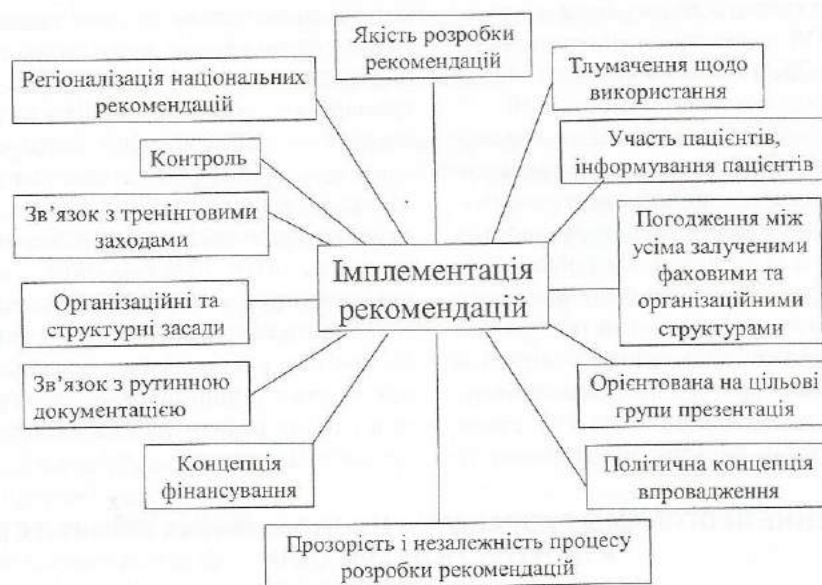 Якість розробки
рекомендацій
Регіоналізація національних
рекомендацій
Тлумачення щодо
використання
Контроль
Участь пацієнтів,
інформування пацієнтів
Зв’язок з тренінговими
заходами
Погодження між
усіма залученими
фаховими та
організаційними
структурами
Імплементація
рекомендацій
Організаційні та
структурні засади
Зв’язок з рутинною
документацією
Орієнтована на цільові
групи презентація
Концепція
фінансування
Політична концепція
впровадження
Прозорість і незалежність процесу
розробки рекомендацій